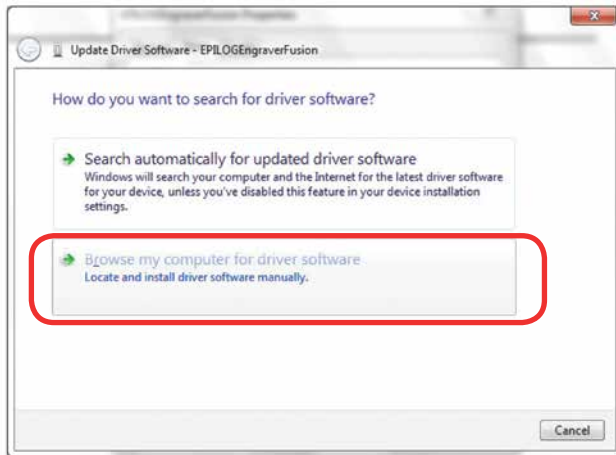 Update Driver Software - EPILOGEngraverFusion
How do you want to search for driver software?
Search automatically for updated driver software
Windows will search your computer and the Internet for the latest driver software
for your device, unless you've disabled this feature in your device installation
settings.
Browse my computer for driver software
Locate and install driver software manually.
Cancel